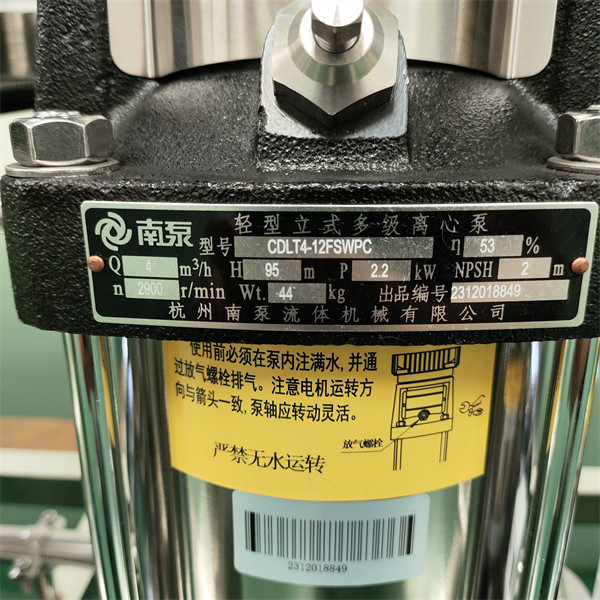 南泵 轻型立式多级离心泵
型号 CDLT4-12FSWPC η 53 %
Q 4 m³/h H 95 m P 2.2 kW NPSH 2 m
n 2900 r/min Wt. 44 kg 出品编号 2312018849
杭州南泵流体机械有限公司
使用前必须在泵内注满水,并通
过放气螺栓排气。注意电机运转方
向与箭头一致,泵轴应转动灵活。
放气螺栓
严禁无水运转
2312018849